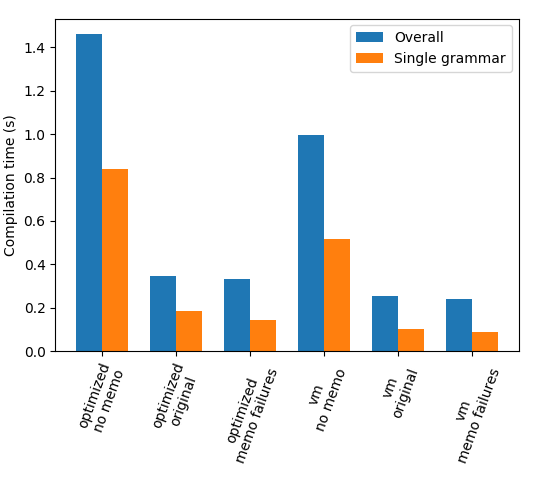 Overall
Single grammar
Compilation time (s)
1.4
1.2
1.0
0.8
0.6
0.4
0.2
0.0
optimized
no memo
optimized
original
optimized
memo failures
vm
no memo
vm
original
vm
memo failures